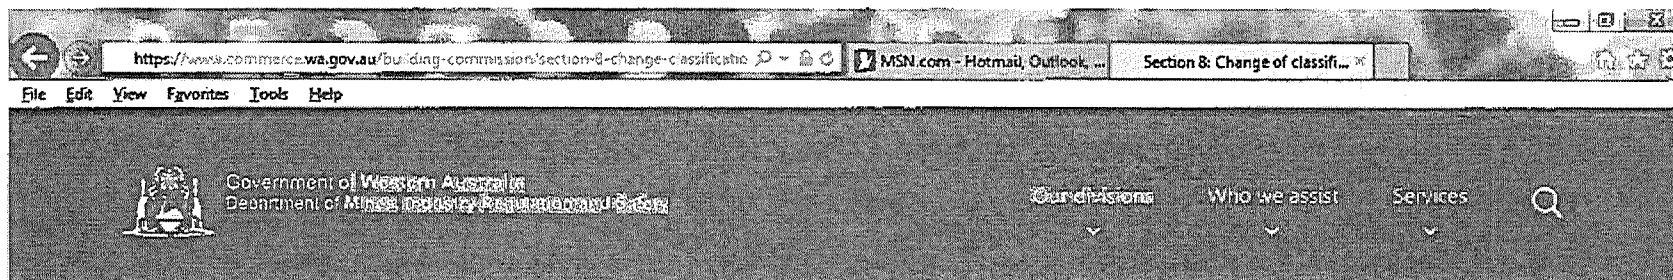 https://www.commerce.wa.gov.au/building-commission/section-8-change-classificatio
MSN.com - Hotmail, Outlook, ...
Section 8: Change of classifi...
File Edit View Favorites Tools Help
Government of Western Australia
Department of Mines, Industry Regulation and Safety
Our divisions
Who we assist
Services